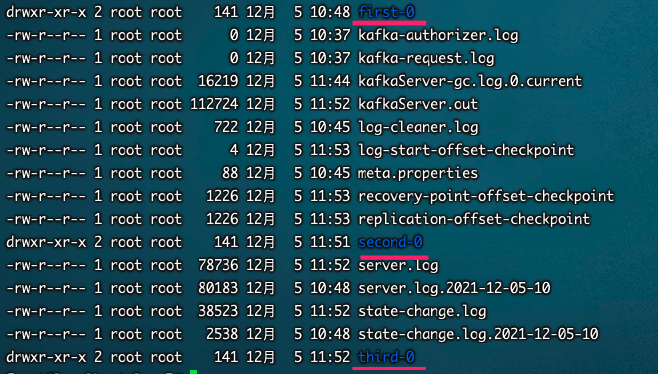 drwxr-xr-x 2 root root 141 12月 5 10:48 first-0
-rw-r--r-- 1 root root 0 12月 5 10:37 kafka-authorizer.log
-rw-r--r-- 1 root root 0 12月 5 10:37 kafka-request.log
-rw-r--r-- 1 root root 16219 12月 5 11:44 kafkaServer-gc.log.0.current
-rw-r--r-- 1 root root 112724 12月 5 11:52 kafkaServer.out
-rw-r--r-- 1 root root 722 12月 5 10:45 log-cleaner.log
-rw-r--r-- 1 root root 4 12月 5 11:53 log-start-offset-checkpoint
-rw-r--r-- 1 root root 88 12月 5 10:45 meta.properties
-rw-r--r-- 1 root root 1226 12月 5 11:53 recovery-point-offset-checkpoint
-rw-r--r-- 1 root root 1226 12月 5 11:53 replication-offset-checkpoint
drwxr-xr-x 2 root root 141 12月 5 11:51 second-0
-rw-r--r-- 1 root root 78736 12月 5 11:52 server.log
-rw-r--r-- 1 root root 80183 12月 5 10:48 server.log.2021-12-05-10
-rw-r--r-- 1 root root 38523 12月 5 11:52 state-change.log
-rw-r--r-- 1 root root 2538 12月 5 10:48 state-change.log.2021-12-05-10
drwxr-xr-x 2 root root 141 12月 5 11:52 third-0